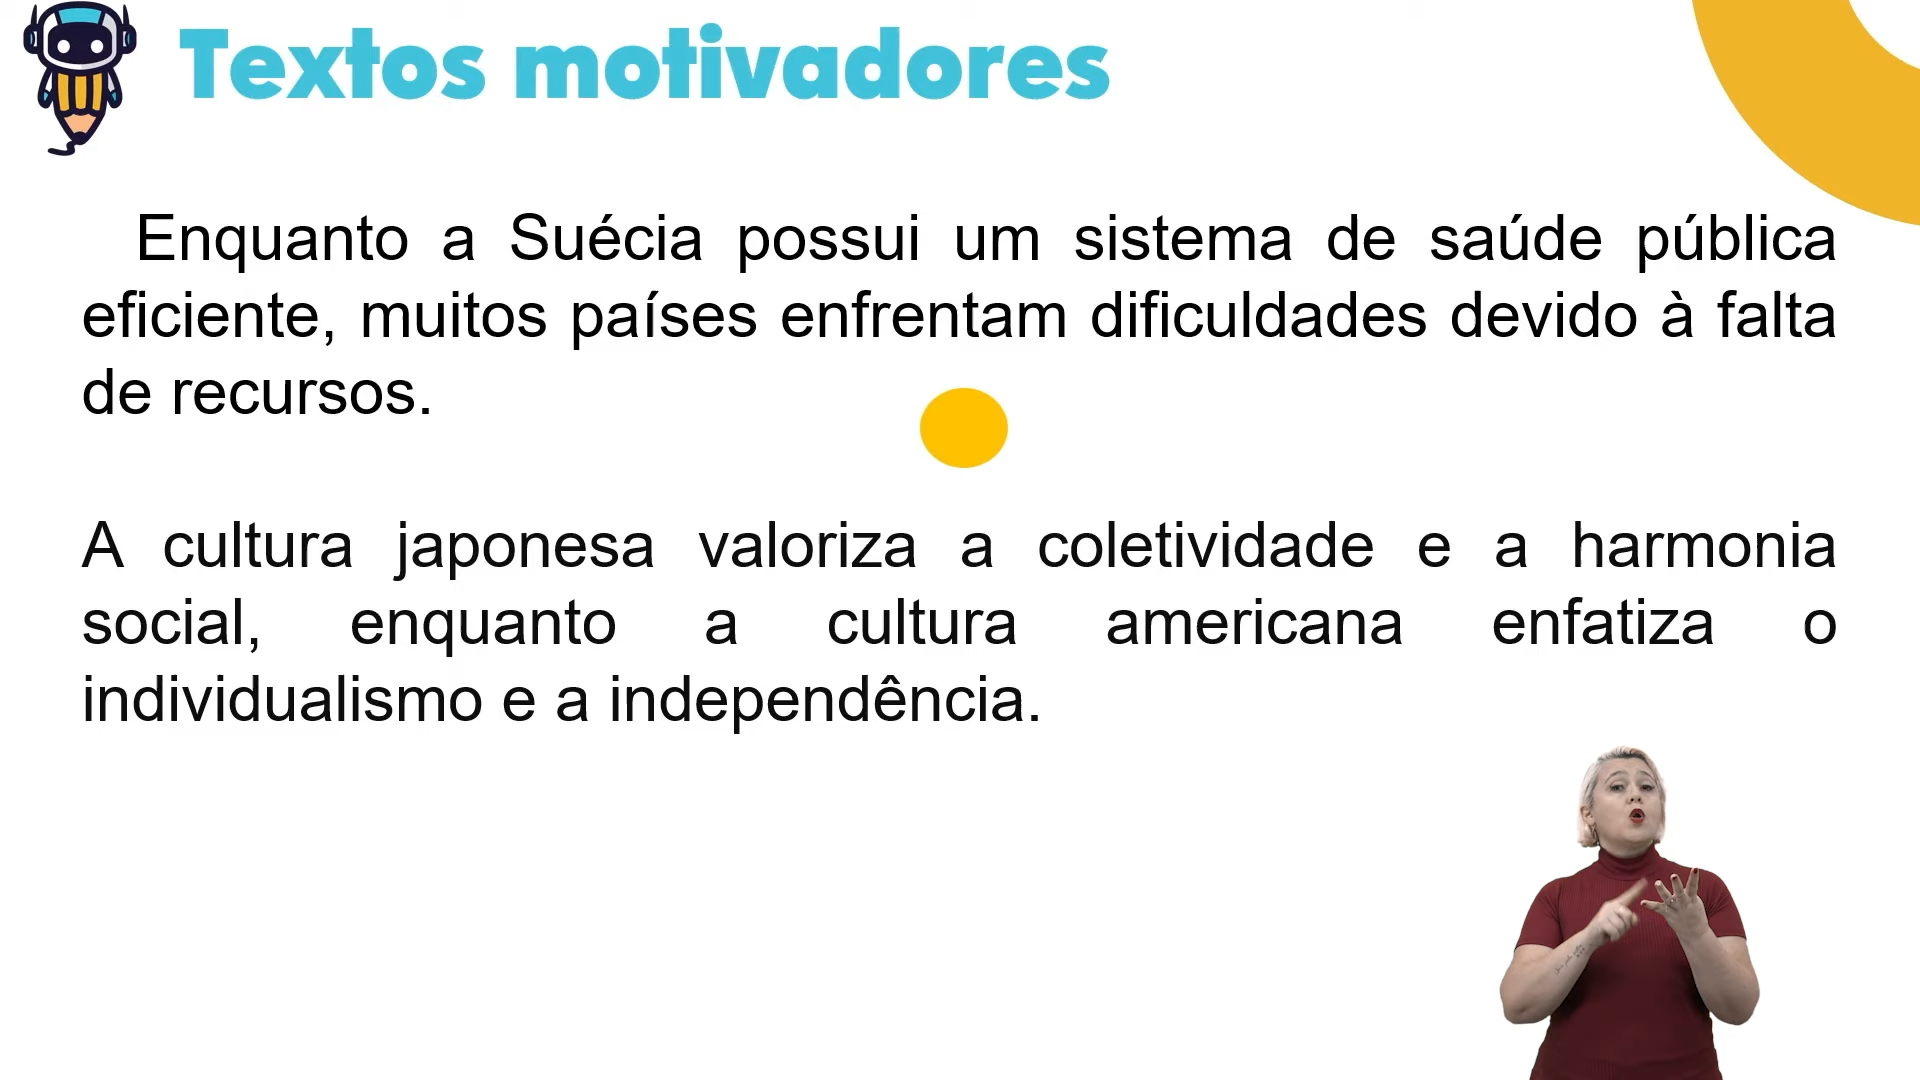 Textos motivadores
Enquanto a Suécia possui um sistema de saúde pública
eficiente, muitos países enfrentam dificuldades devido à falta
de recursos.
A cultura japonesa valoriza a coletividade e a harmonia
social, enquanto a cultura americana enfatiza o
individualismo e a independência.